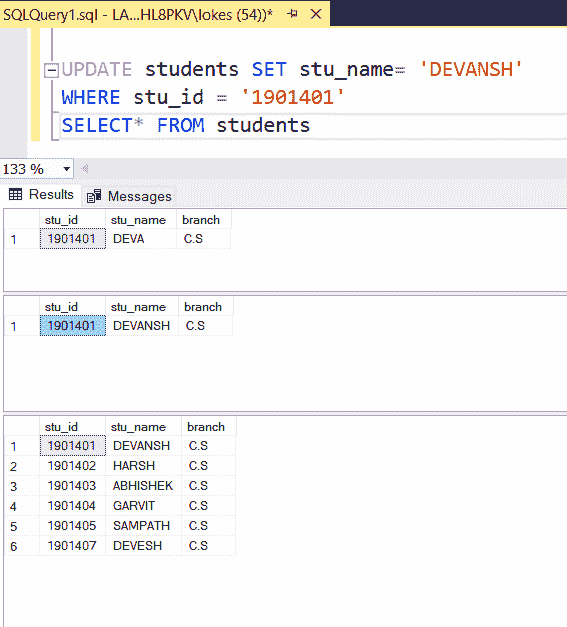 SQLQuery1.sql - LA...HL8PKV\lokes (54))*
UPDATE students SET stu_name= 'DEVANSH'
WHERE stu_id = '1901401'
SELECT* FROM students
133 %
Results Messages
stu_id stu_name branch
1 1901401 DEVA C.S
stu_id stu_name branch
1 1901401 DEVANSH C.S
stu_id stu_name branch
1 1901401 DEVANSH C.S
2 1901402 HARSH C.S
3 1901403 ABHISHEK C.S
4 1901404 GARVIT C.S
5 1901405 SAMPATH C.S
6 1901407 DEVESH C.S